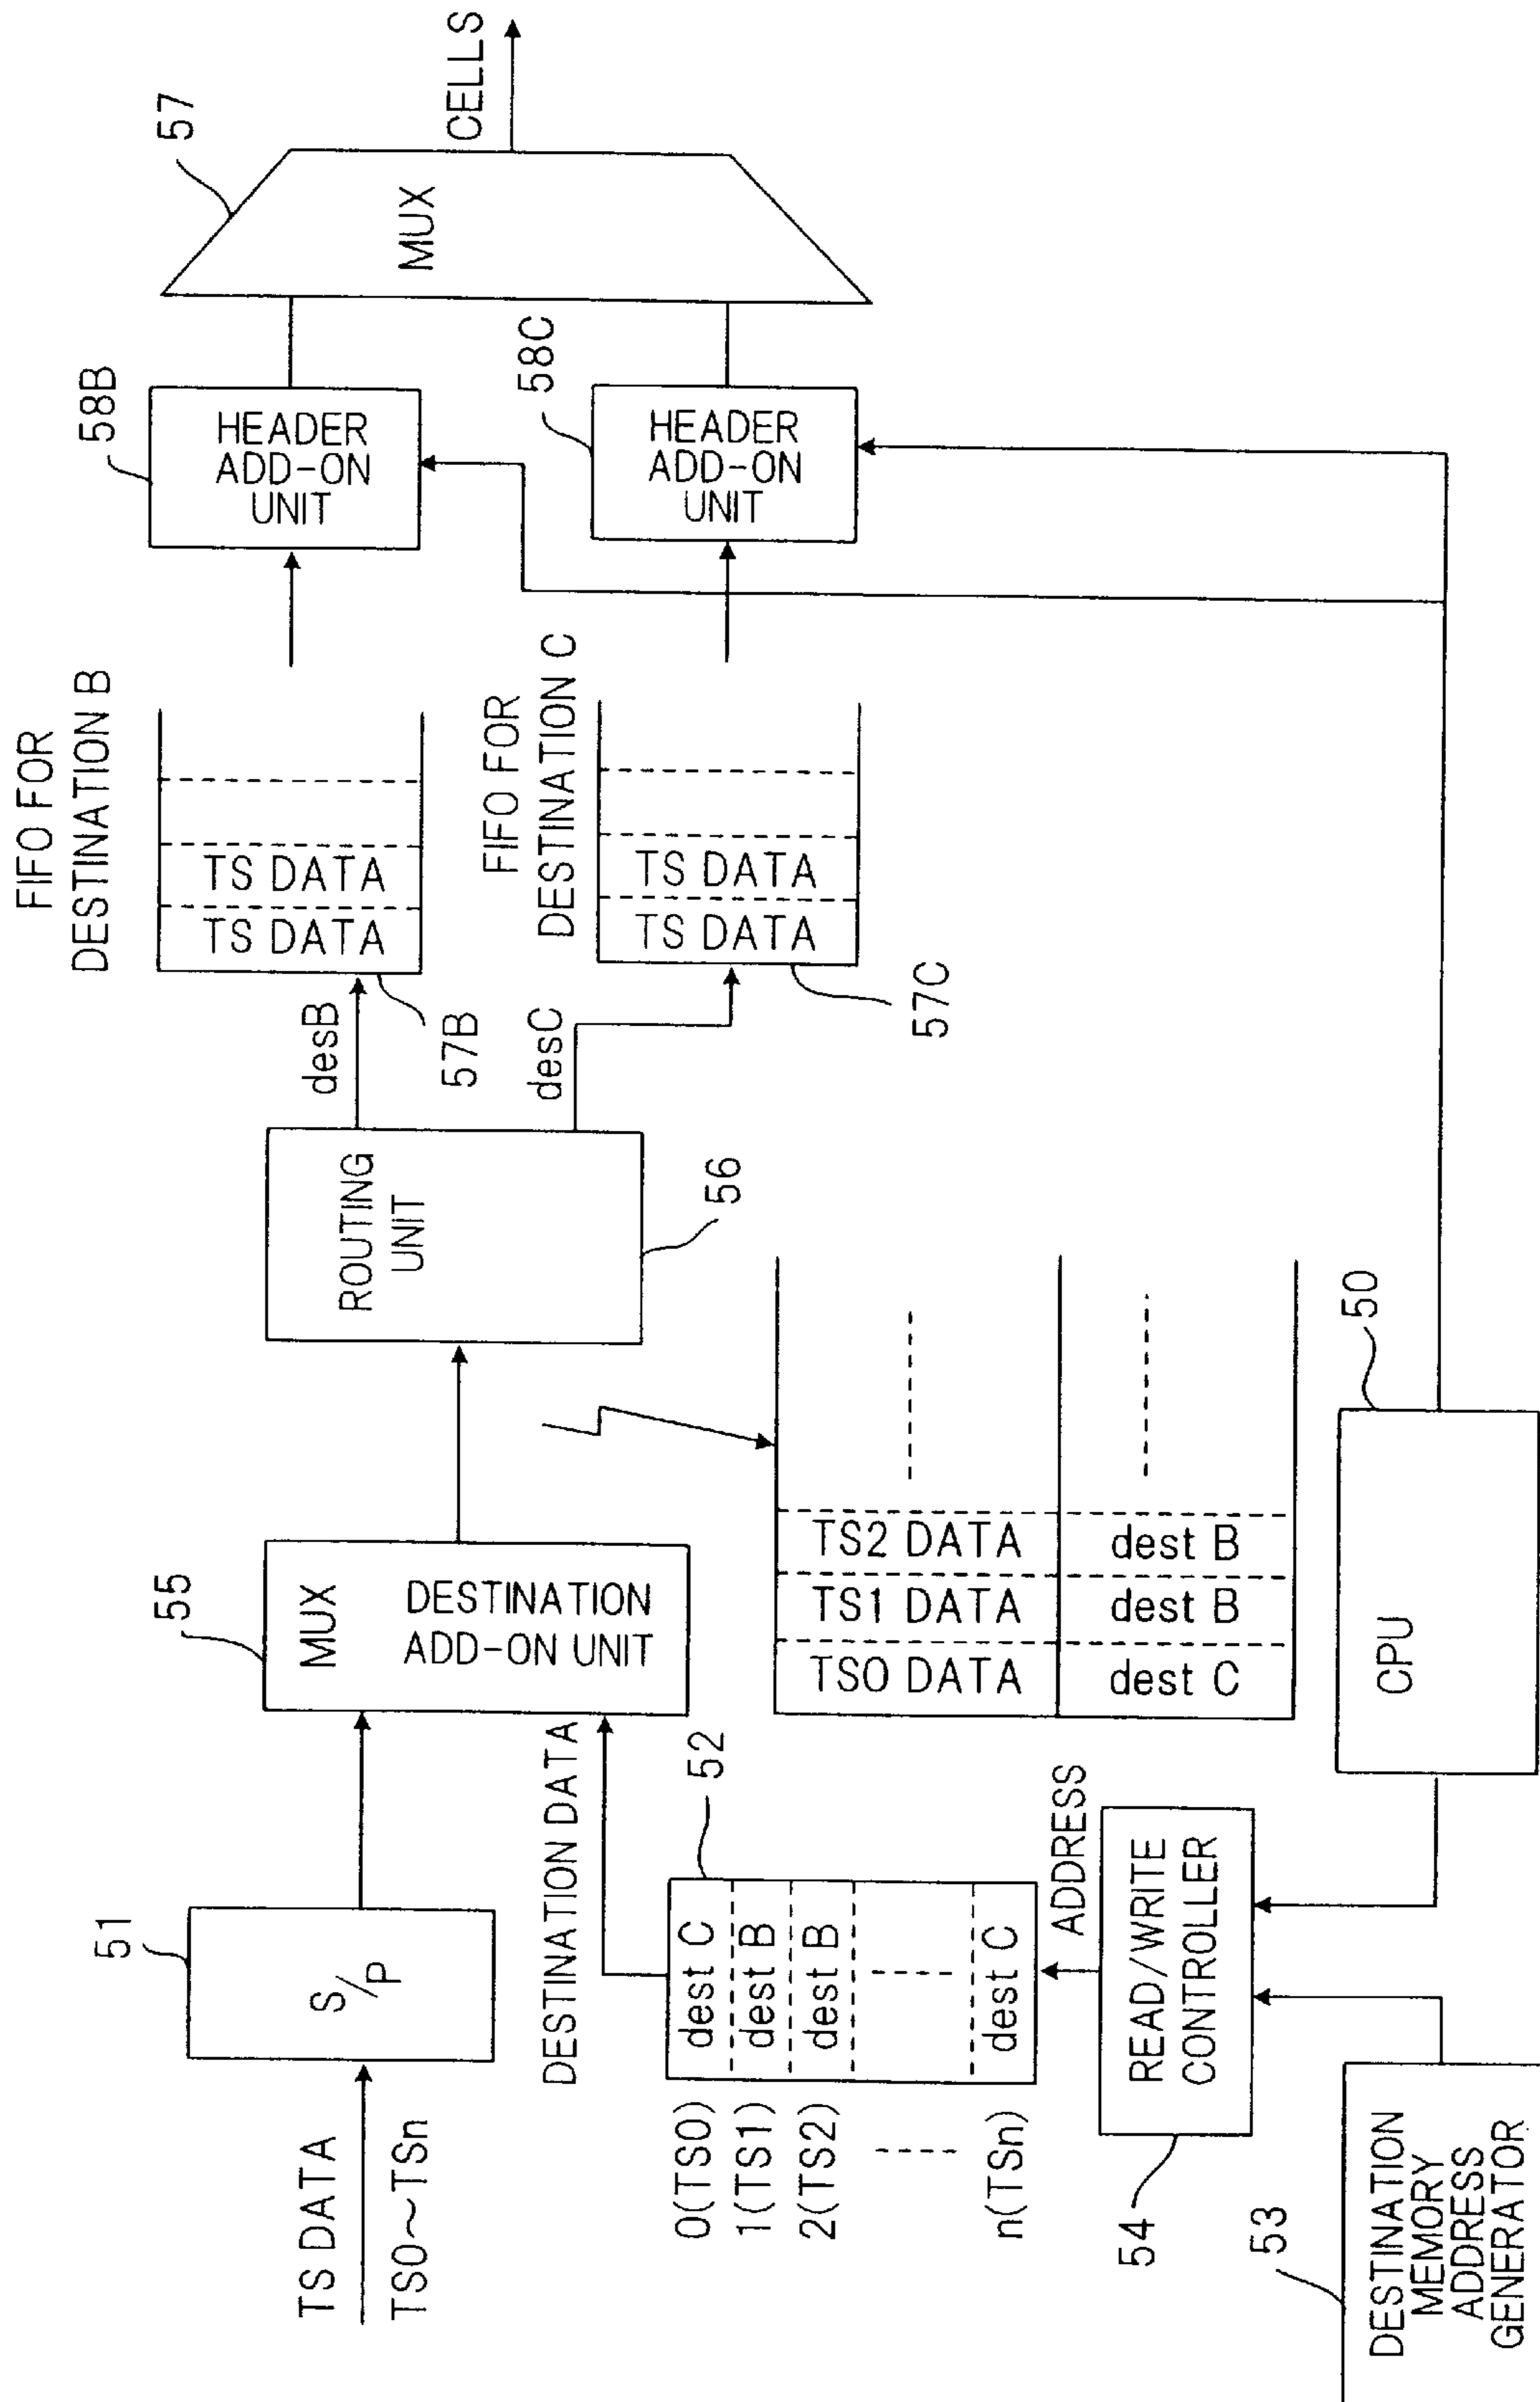 TS DATA
TS0~TSn
51
S/P
55
MUX
DESTINATION
ADD-ON UNIT
DESTINATION DATA
ROUTING
UNIT
56
desB
desC
FIFO FOR
DESTINATION B
TS DATA
TS DATA
57B
FIFO FOR
DESTINATION C
TS DATA
TS DATA
57C
58B
HEADER
ADD-ON
UNIT
58C
HEADER
ADD-ON
UNIT
57
MUX
CELLS
52
0(TS0)
dest C
1(TS1)
dest B
2(TS2)
dest B
n(TSn)
dest C
TS0 DATA
TS1 DATA
TS2 DATA
dest C
dest B
dest B
ADDRESS
READ/WRITE
CONTROLLER
54
53
DESTINATION
MEMORY
ADDRESS
GENERATOR
CPU
50